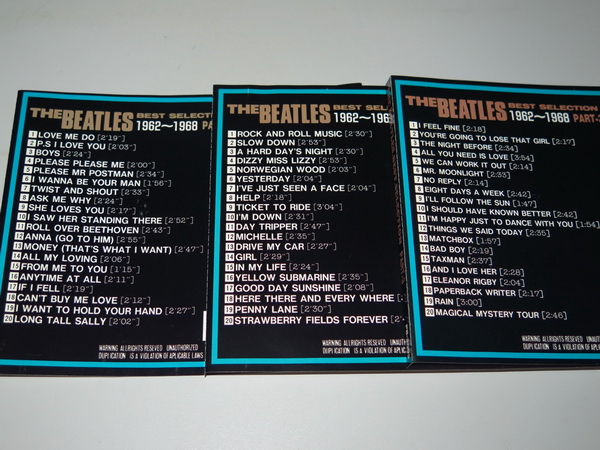 THE BEATLES BEST SELECTION
1962~1968 PA
1 LOVE ME DO [2'19"]
2 P.S I LOVE YOU [2'03"]
3 BOYS [2'24"]
4 PLEASE PLEASE ME [2'00"]
5 PLEASE MR POSTMAN [2'34"]
6 I WANNA BE YOUR MAN [1'56"]
7 TWIST AND SHOUT [2'33"]
8 ASK ME WHY [2'24"]
9 SHE LOVES YOU [2'17"]
10 I SAW HER STANDING THERE [2'52"]
11 ROLL OVER BEETHOVEN [2'43"]
12 ANNA (GO TO HIM) [2'55"]
13 MONEY (THAT'S WHAT I WANT) [2'47"]
14 ALL MY LOVING [2'06"]
15 FROM ME TO YOU [1'15"]
16 ANYTIME AT ALL [2'11"]
17 IF I FELL [2'19"]
18 CAN'T BUY ME LOVE [2'12"]
19 I WANT TO HOLD YOUR HAND [2'27"]
20 LONG TALL SALLY [2'02"]
WARNING ALLRIGHTS RESEVED UNAUTHORIZED
DUPLICATION IS A VIOLATION OF APLICABLE LAWS
THE BEATLES BEST SELECTION
1962~196
1 ROCK AND ROLL MUSIC [2'30"]
2 SLOW DOWN [2'53"]
3 A HARD DAY'S NIGHT [2'30"]
4 DIZZY MISS LIZZY [2'53"]
5 NORWEGIAN WOOD [2'03"]
6 YESTERDAY [2'04"]
7 I'VE JUST SEEN A FACE [2'04"]
8 HELP [2'18"]
9 TICKET TO RIDE [3'04"]
10 I'M DOWN [2'31"]
11 DAY TRIPPER [2'47"]
12 MICHELLE [2'35"]
13 DRIVE MY CAR [2'27"]
14 GIRL [2'29"]
15 IN MY LIFE [2'24"]
16 YELLOW SUBMARINE [2'35"]
17 GOOD DAY SUNSHINE [2'08"]
18 HERE THERE AND EVERY WHERE [2
19 PENNY LANE [2'30"]
20 STRAWBERRY FIELDS FOREVER [
WARNING ALLRIGHTS RESEVED UNAUTHOR
DUPLICATION IS A VIOLATION OF APLIC
THE BEATLES BEST SELECTION
1962~1968 PART-3
1 I FEEL FINE [2:18]
2 YOU'RE GOING TO LOSE THAT GIRL [2:17]
3 THE NIGHT BEFORE [2:34]
4 ALL YOU NEED IS LOVE [3:54]
5 WE CAN WORK IT OUT [2:14]
6 MR. MOONLIGHT [2:33]
7 NO REPLY [2:14]
8 EIGHT DAYS A WEEK [2:42]
9 I'LL FOLLOW THE SUN [1:47]
10 I SHOULD HAVE KNOWN BETTER [2:42]
11 I'M HAPPY JUST TO DANCE WITH YOU [1:54]
12 THINGS WE SAID TODAY [2:35]
13 MATCHBOX [1:57]
14 BAD BOY [2:19]
15 TAXMAN [2:37]
16 AND I LOVE HER [2:28]
17 ELEANOR RIGBY [2:04]
18 PAPERBACK WRITER [2:17]
19 RAIN [3:00]
20 MAGICAL MYSTERY TOUR [2:46]
WARNING ALLRIGHTS RESEVED UNAUTHO
DUPLICATION IS A VIOLATION OF APLICABL